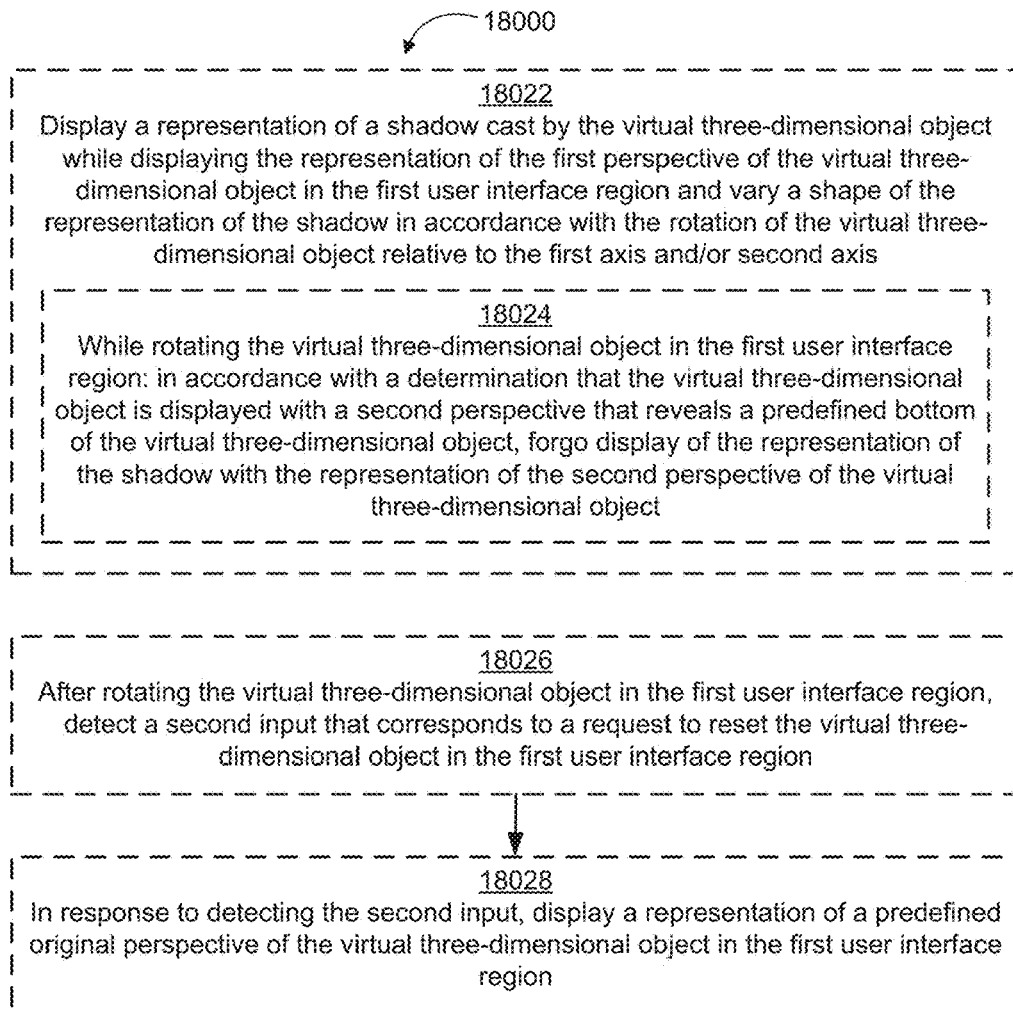 18000
18022
Display a representation of a shadow cast by the virtual three-dimensional object
while displaying the representation of the first perspective of the virtual three-
dimensional object in the first user interface region and vary a shape of the
representation of the shadow in accordance with the rotation of the virtual three-
dimensional object relative to the first axis and/or second axis
18024
While rotating the virtual three-dimensional object in the first user interface
region: in accordance with a determination that the virtual three-dimensional
object is displayed with a second perspective that reveals a predefined bottom
of the virtual three-dimensional object, forgo display of the representation of
the shadow with the representation of the second perspective of the virtual
three-dimensional object
18026
After rotating the virtual three-dimensional object in the first user interface region,
detect a second input that corresponds to a request to reset the virtual three-
dimensional object in the first user interface region
18028
In response to detecting the second input, display a representation of a predefined
original perspective of the virtual three-dimensional object in the first user interface
region